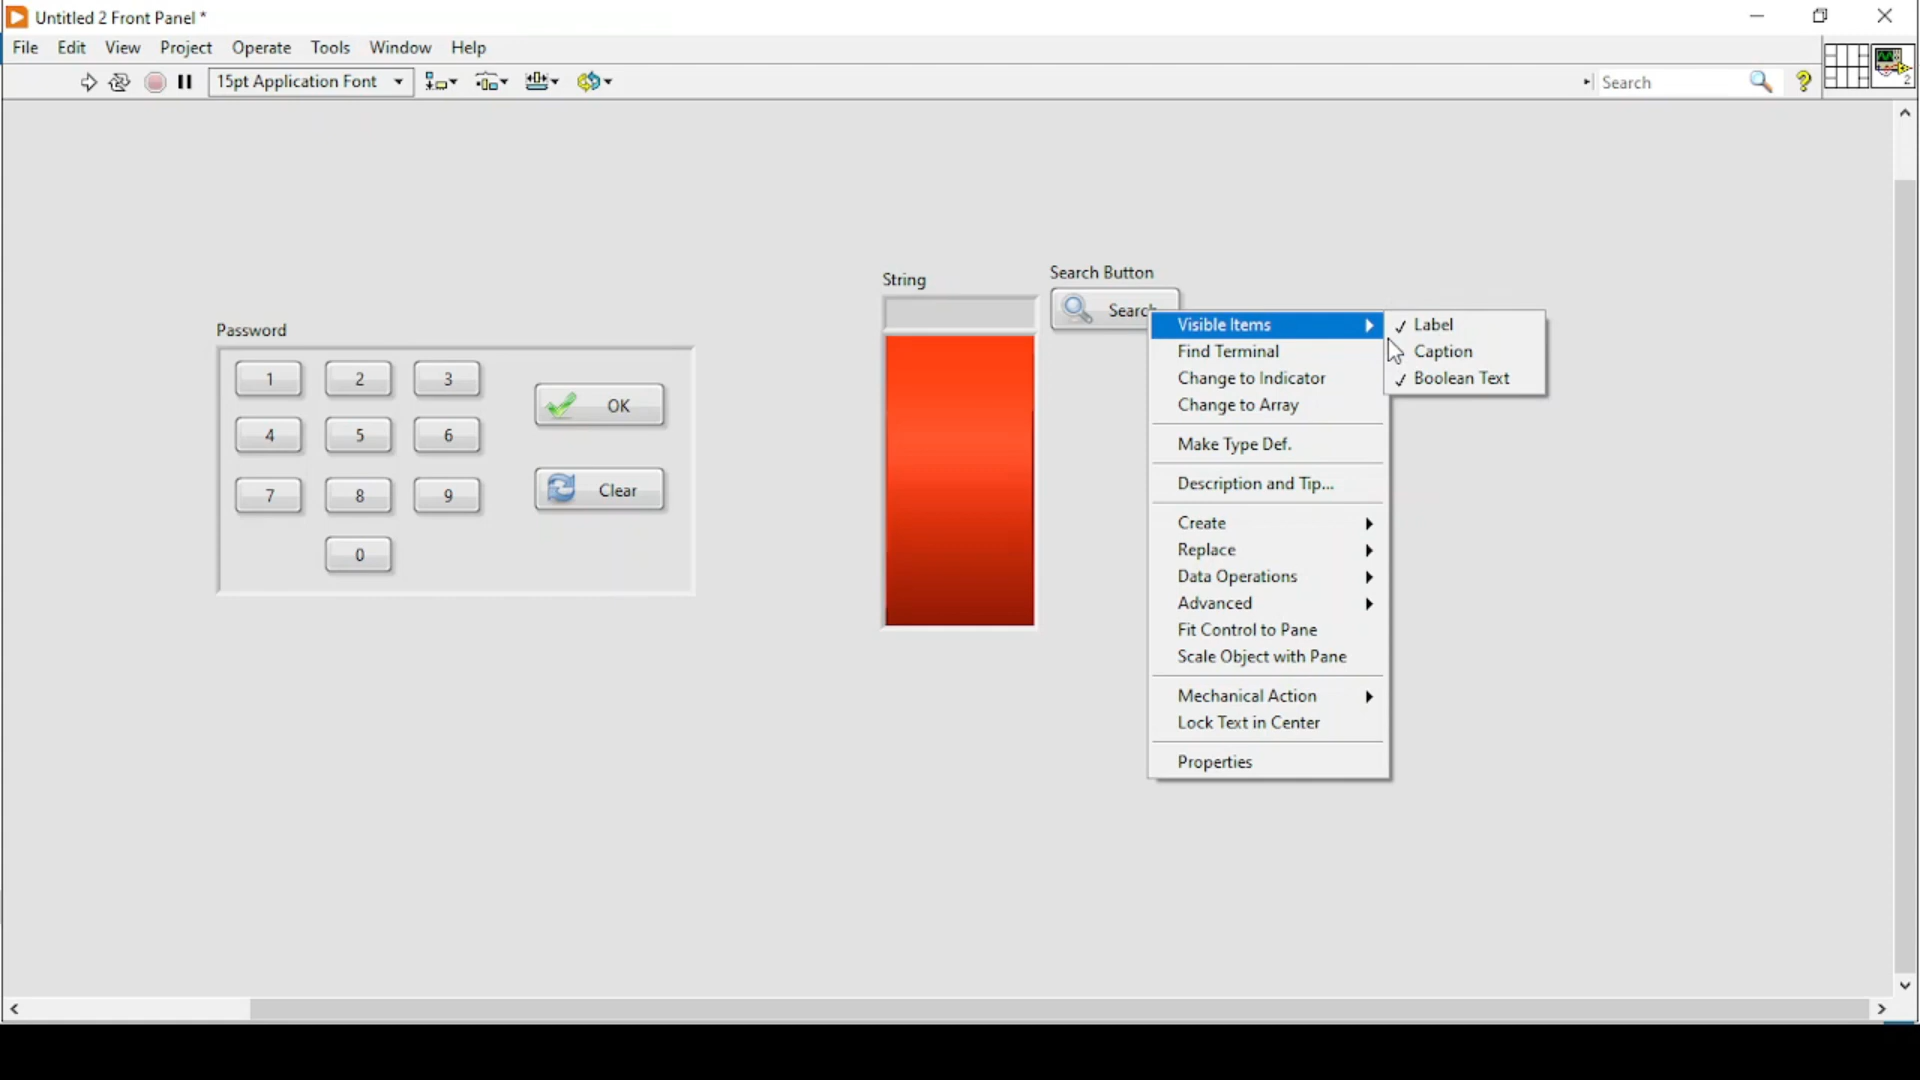 Untitled 2 Front Panel *
File Edit View Project Operate Tools Window Help
15pt Application Font
Search
?
2
String
Search Button
Search
Password
1 2 3
4 5 6
7 8 9
0
OK
Clear
Visible Items
Find Terminal
Change to Indicator
Change to Array
Make Type Def.
Description and Tip...
Create
Replace
Data Operations
Advanced
Fit Control to Pane
Scale Object with Pane
Mechanical Action
Lock Text in Center
Properties
✓ Label
Caption
✓ Boolean Text